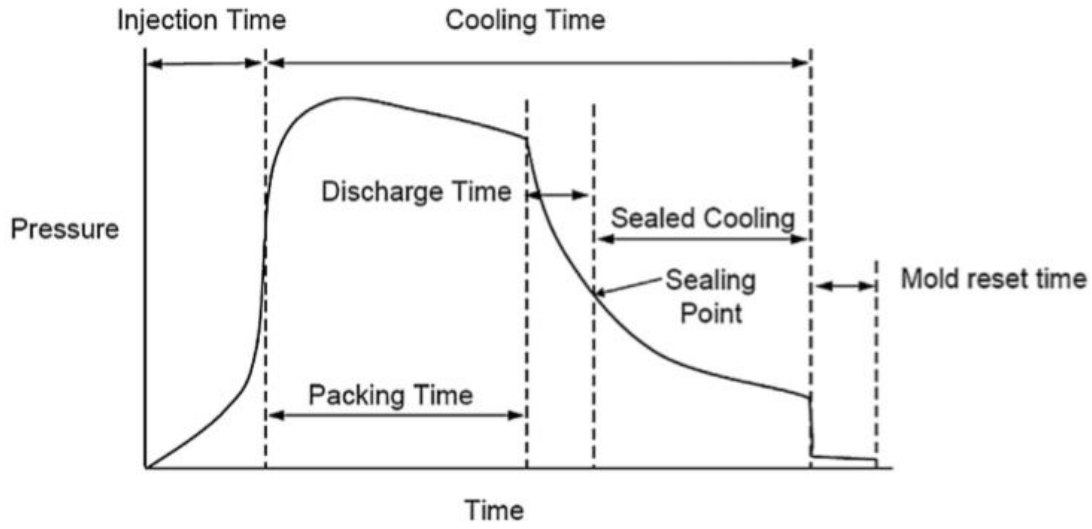 Injection Time
Cooling Time
Discharge Time
Sealed Cooling
Pressure
Sealing
Point
Mold reset time
Packing Time
Time